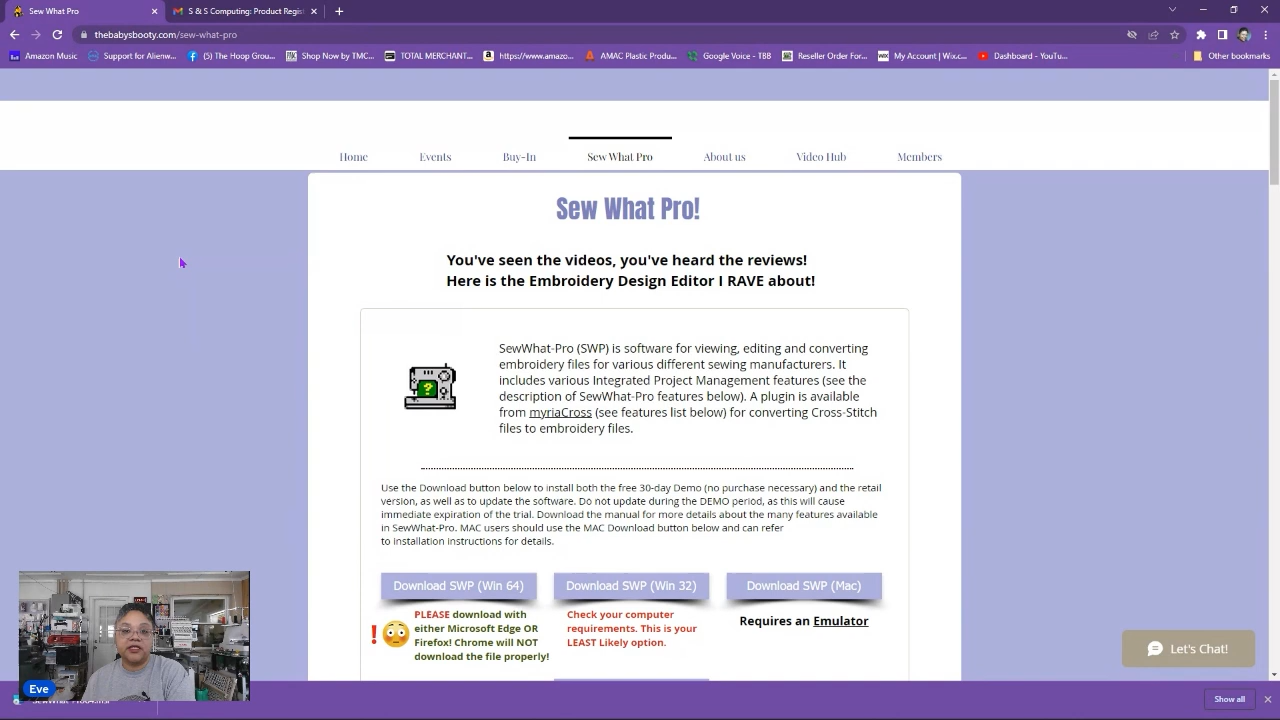 Sew What Pro
S & S Computing: Product Regist
thebabysbooty.com/sew-what-pro
Amazon Music
Support for Alienw...
(5) The Hoop Grou...
Shop Now by TMC...
TOTAL MERCHANT...
https://www.amazo...
AMAC Plastic Produ...
Google Voice - TBB
Reseller Order For...
My Account | Wix.c...
Dashboard - YouTu...
Other bookmarks
Home
Events
Buy-In
Sew What Pro
About us
Video Hub
Members
Sew What Pro!
You've seen the videos, you've heard the reviews!
Here is the Embroidery Design Editor I RAVE about!
SewWhat-Pro (SWP) is software for viewing, editing and converting
embroidery files for various different sewing manufacturers. It
includes various Integrated Project Management features (see the
description of SewWhat-Pro features below). A plugin is available
from myriaCross (see features list below) for converting Cross-Stitch
files to embroidery files.
Use the Download button below to install both the free 30-day Demo (no purchase necessary) and the retail
version, as well as to update the software. Do not update during the DEMO period, as this will cause
immediate expiration of the trial. Download the manual for more details about the many features available
in SewWhat-Pro. MAC users should use the MAC Download button below and can refer
to installation instructions for details.
Download SWP (Win 64)
Download SWP (Win 32)
Download SWP (Mac)
PLEASE download with
either Microsoft Edge OR
Firefox! Chrome will NOT
download the file properly!
Check your computer
requirements. This is your
LEAST Likely option.
Requires an Emulator
Let's Chat!
Eve
Show all